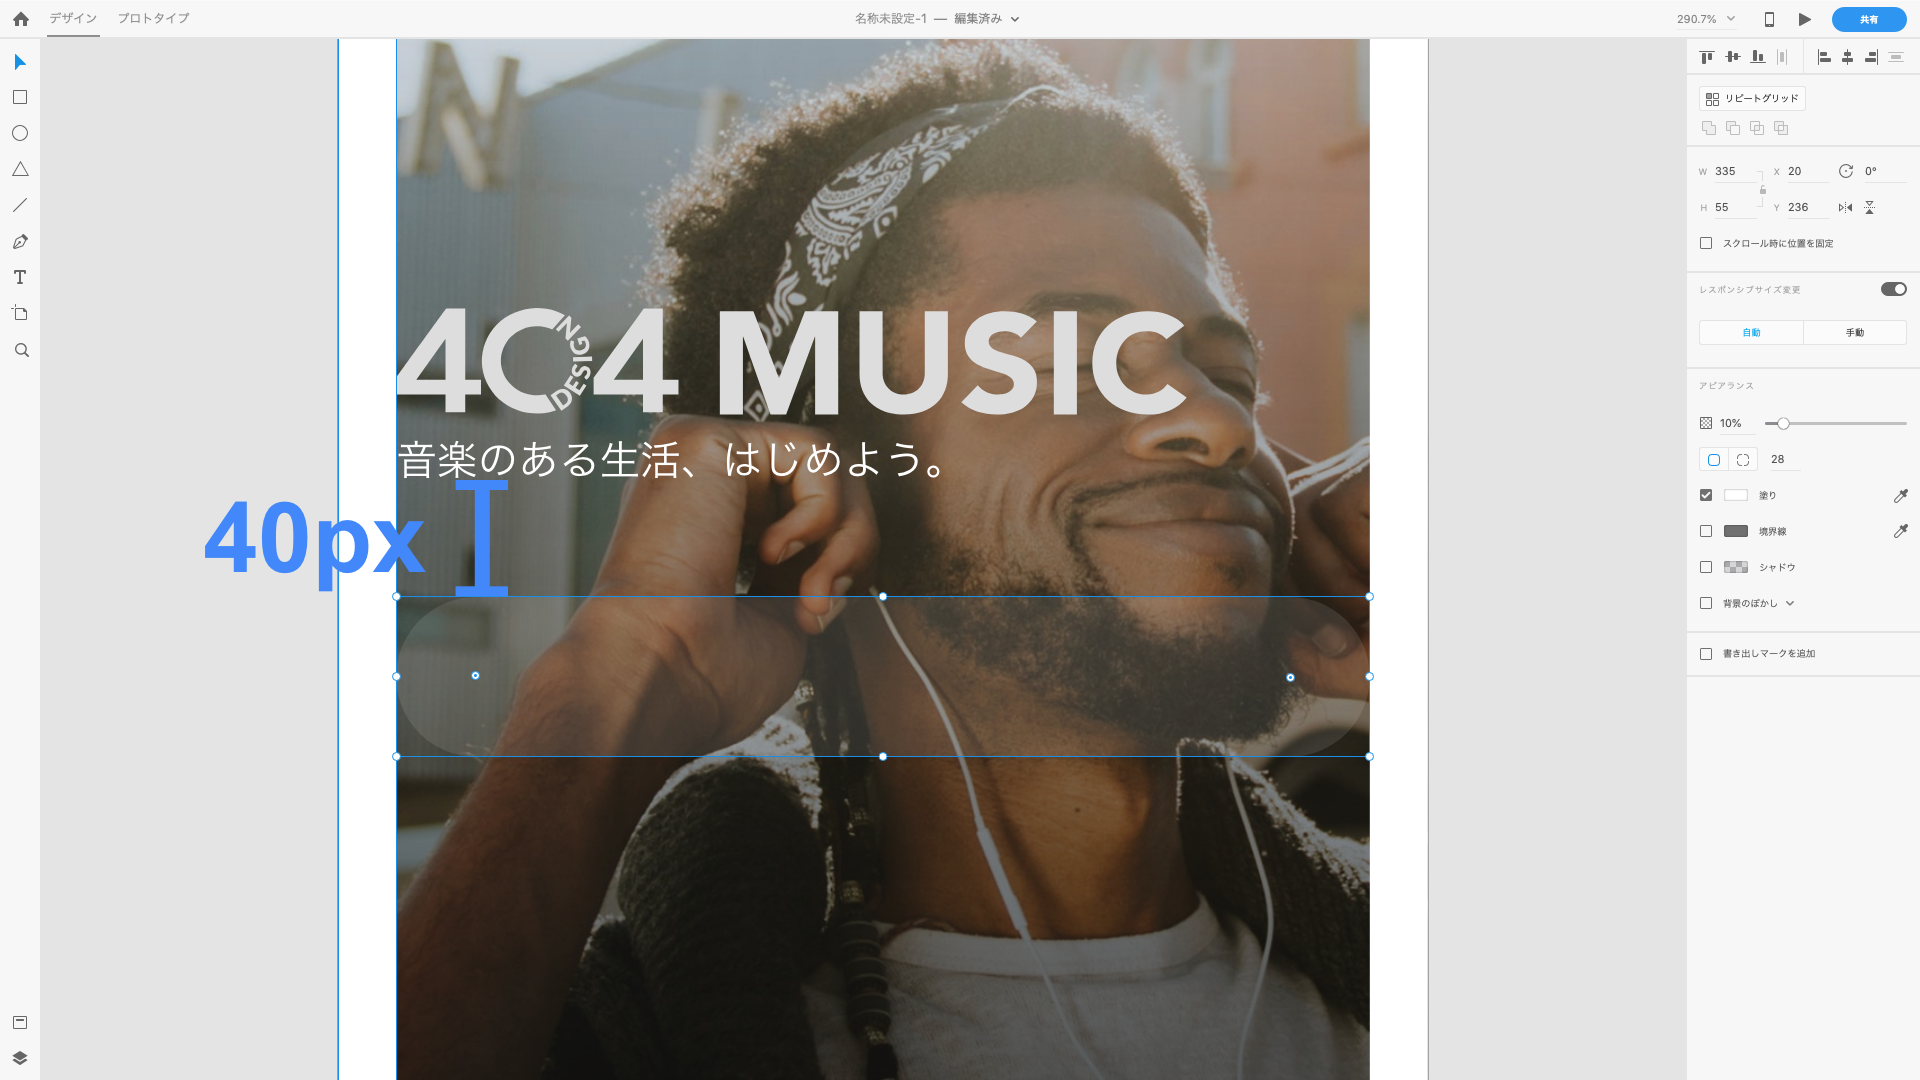 デザイン プロトタイプ 名称未設定-1 — 編集済み 290.7% 共有
リピートグリッド
W 335 X 20 0°
H 55 Y 236
スクロール時に位置を固定
レスポンシブサイズ変更
自動 手動
アピアランス
10%
28
塗り
境界線
シャドウ
背景のぼかし
書き出しマークを追加
404 MUSIC
DESIGN
音楽のある生活、はじめよう。
40px